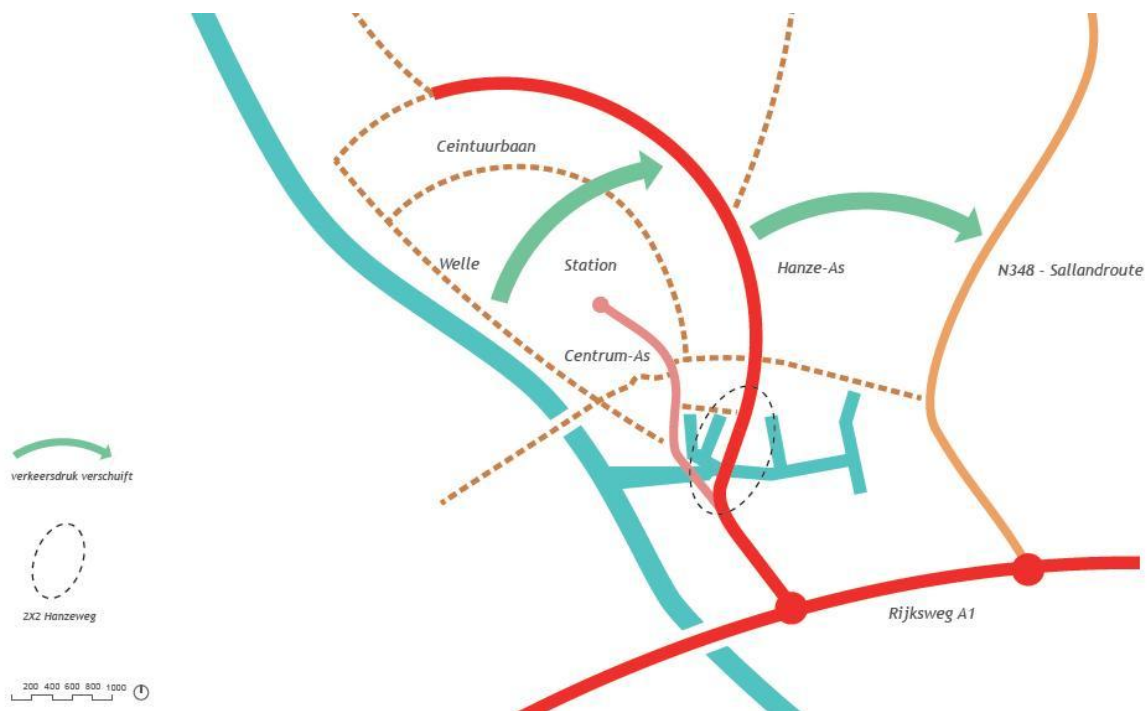 Ceintuurbaan
Welle
Station
Hanze-As
N348 - Sallandroute
Centrum-As
verkeersdruk verschuift
2X2 Hanzeweg
Rijksweg A1
200 400 600 800 1000